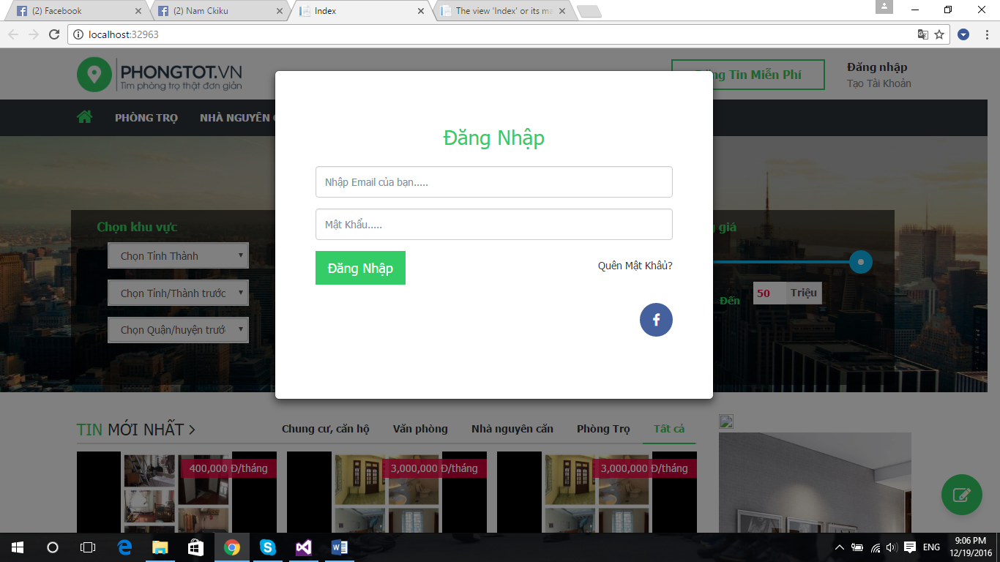 (2) Facebook
(2) Nam Ckiku
Index
The view 'Index' or its ma
localhost:32963
PHONGTOT.VN
Tìm phòng trọ thật đơn giản
ng Tin Miễn Phí
Đăng nhập
Tạo Tài Khoản
PHÒNG TRỌ
NHÀ NGUYÊN
Đăng Nhập
Nhập Email của bạn.....
Mật Khẩu.....
Đăng Nhập
Quên Mật Khẩu?
Chọn khu vực
Chọn Tỉnh Thành
Chọn Tỉnh/Thành trước
Chọn Quận/huyện trướ
giá
Đến
50
Triệu
TIN MỚI NHẤT
Chung cư, căn hộ
Văn phòng
Nhà nguyên căn
Phòng Trọ
Tất cả
400,000 Đ/tháng
3,000,000 Đ/tháng
3,000,000 Đ/tháng
ENG
9:06 PM
12/19/2016